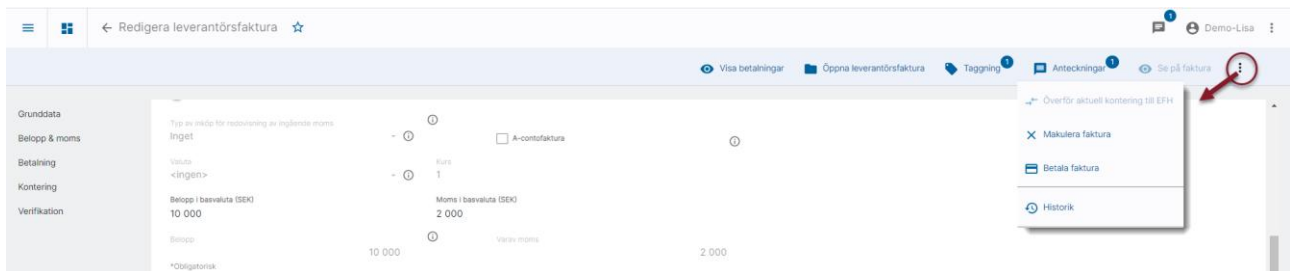 Redigera leverantörsfaktura
1
Demo-Lisa
Visa betalningar Öppna leverantörsfaktura Taggning 1 Anteckningar 1 Se på faktura
Överför aktuell kontering till EFH
Makulera faktura
Betala faktura
Historik
Grunddata
Belopp & moms
Betalning
Kontering
Verifikation
Typ av inköp för redovisning av ingående moms
Inget
A-contofaktura
Valuta Kurs
<ingen> 1
Belopp i basvaluta (SEK) Moms i basvaluta (SEK)
10 000 2 000
Belopp Varav moms
10 000 2 000
*Obligatorisk